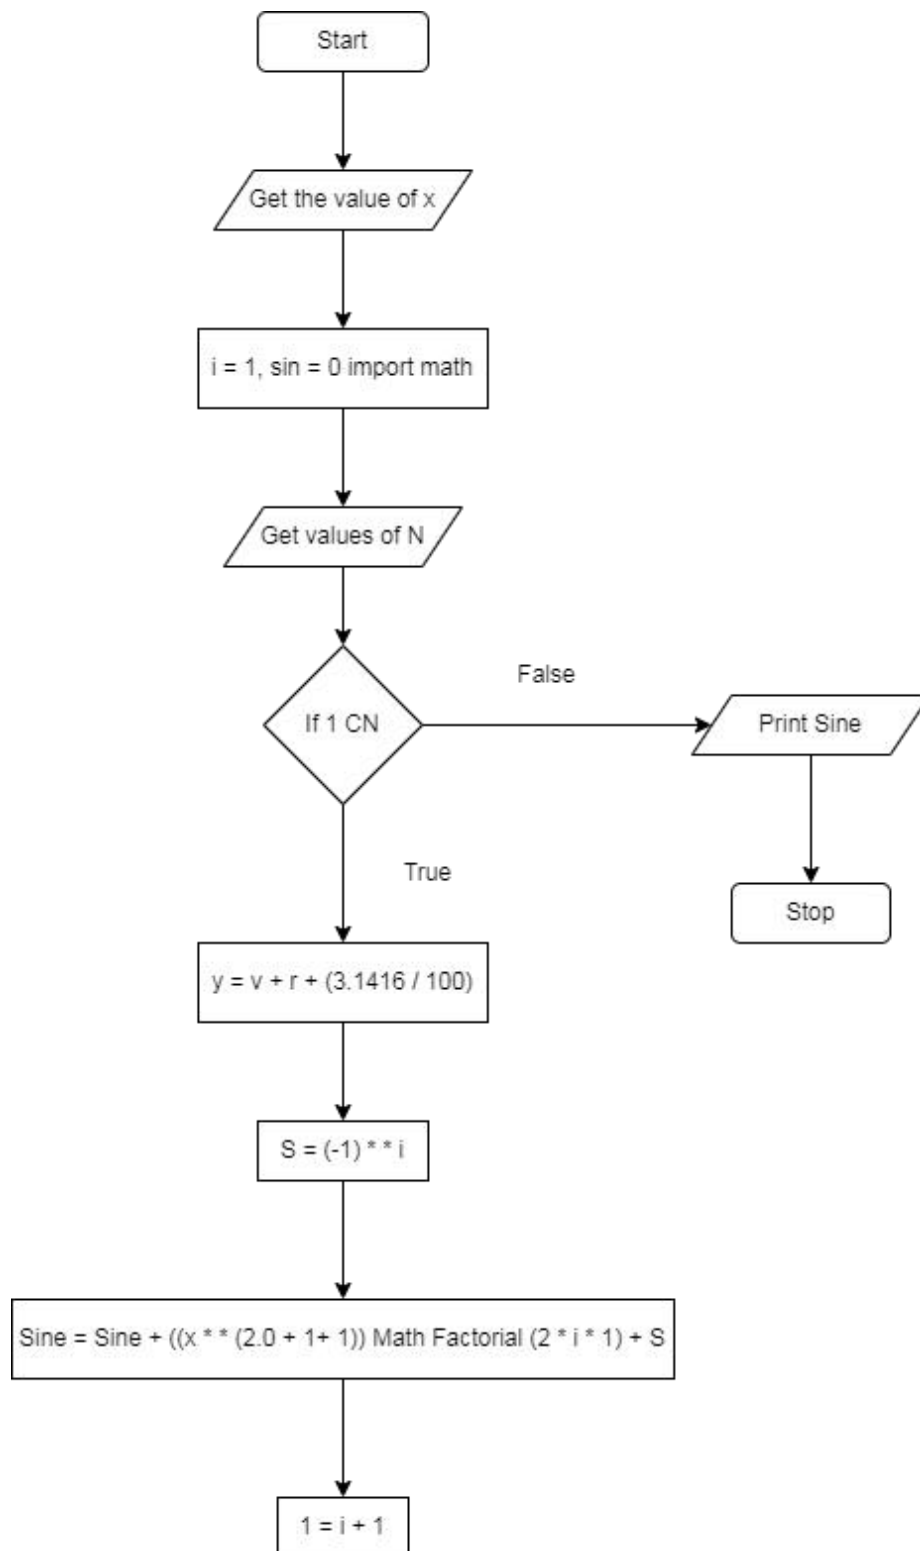 Start
Get the value of x
i = 1, sin = 0 import math
Get values of N
If 1 CN
False
Print Sine
True
Stop
y = v + r + (3.1416 / 100)
S = (-1) * * i
Sine = Sine + ((x * * (2.0 + 1+ 1)) Math Factorial (2 * i * 1) + S
1 = i + 1